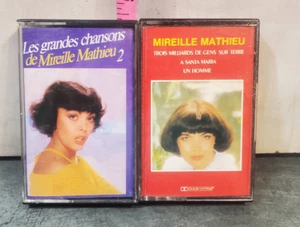 Les grandes chansons
de Mireille Mathieu 2
MIREILLE MATHIEU
TROIS MILLIARDS DE GENS SUR TERRE
A SANTA MARIA
UN HOMME